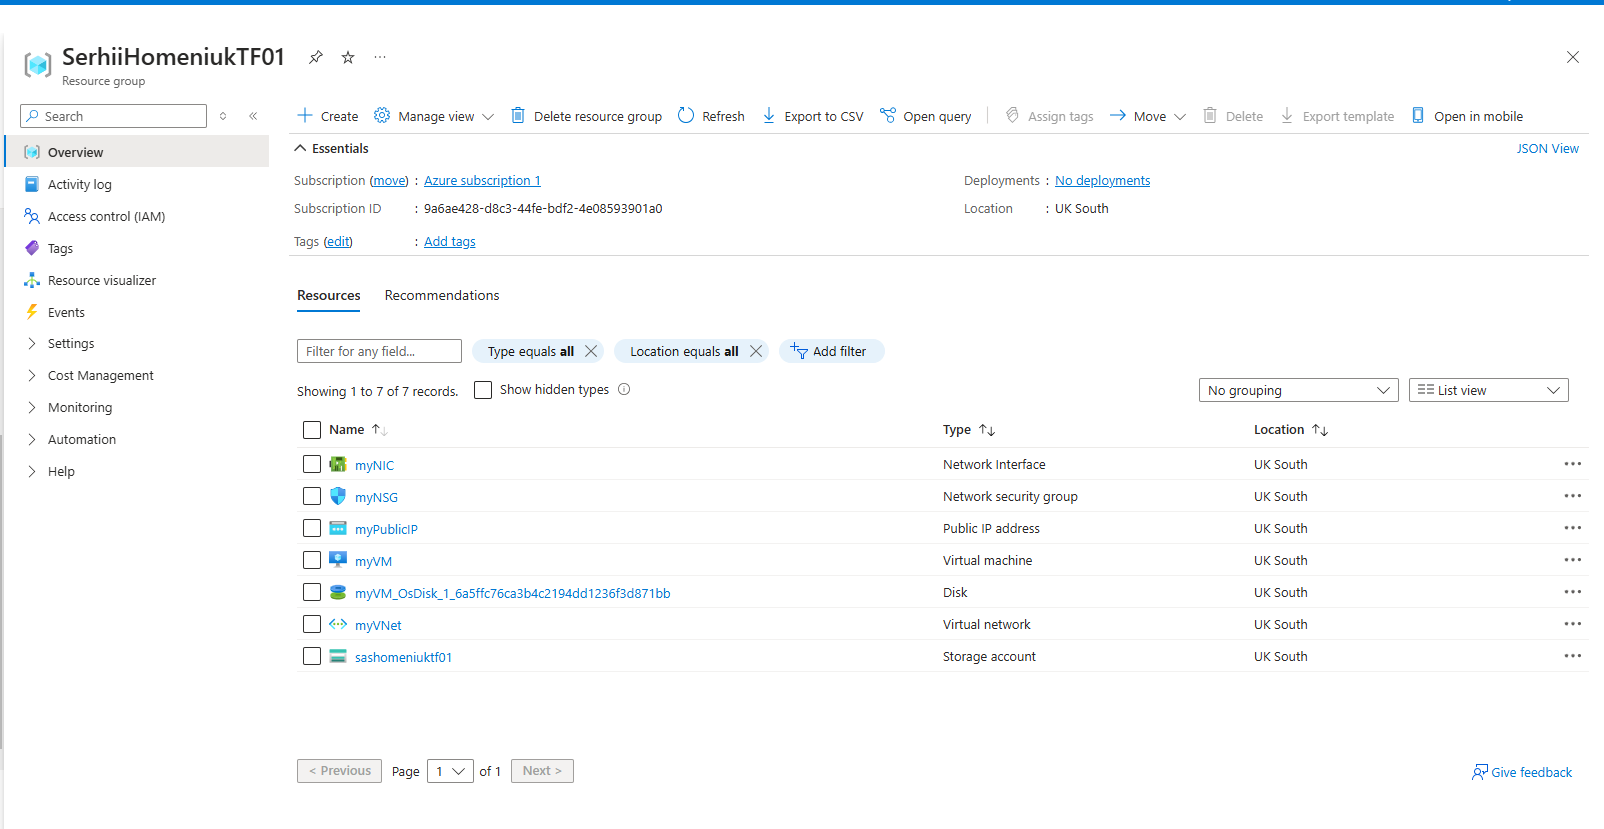 SerhiiHomeniukTF01
Resource group
Search
Overview
Activity log
Access control (IAM)
Tags
Resource visualizer
Events
Settings
Cost Management
Monitoring
Automation
Help
Create Manage view Delete resource group Refresh Export to CSV Open query Assign tags Move Delete Export template Open in mobile
Essentials JSON View
Subscription (move) : Azure subscription 1 Deployments : No deployments
Subscription ID : 9a6ae428-d8c3-44fe-bdf2-4e08593901a0 Location : UK South
Tags (edit) : Add tags
Resources Recommendations
Filter for any field... Type equals all Location equals all Add filter
Showing 1 to 7 of 7 records. Show hidden types No grouping List view
Name Type Location
myNIC Network Interface UK South
myNSG Network security group UK South
myPublicIP Public IP address UK South
myVM Virtual machine UK South
myVM_OsDisk_1_6a5ffc76ca3b4c2194dd1236f3d871bb Disk UK South
myVNet Virtual network UK South
sashomeniuktf01 Storage account UK South
< Previous Page 1 of 1 Next > Give feedback